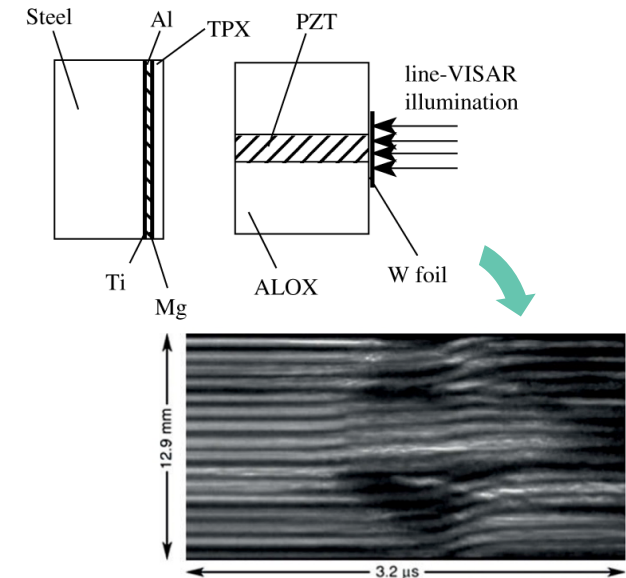 Steel
Al
TPX
PZT
line-VISAR
illumination
Ti
Mg
ALOX
W foil
12.9 mm
3.2 μs